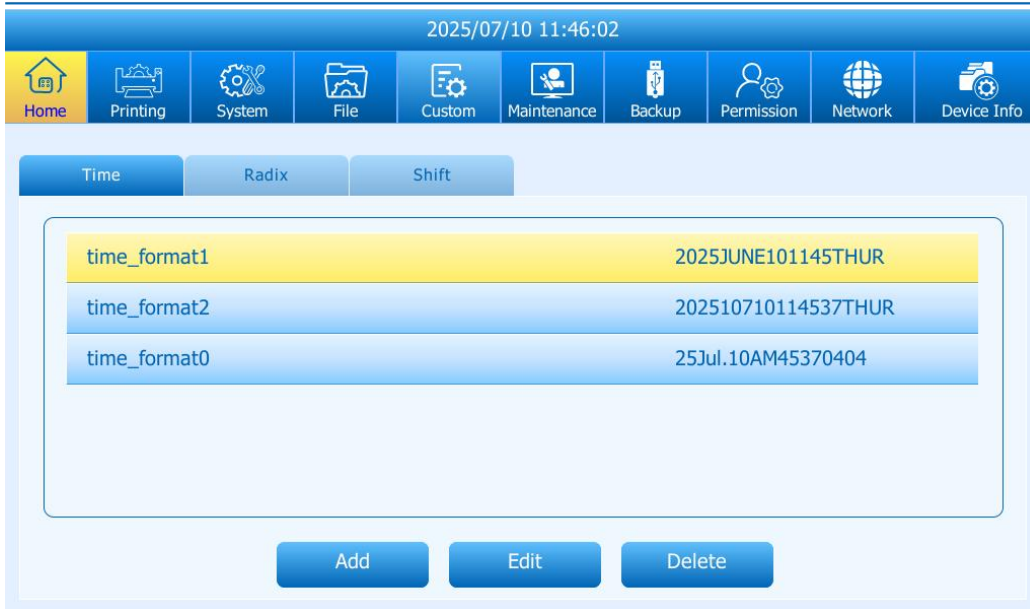 2025/07/10 11:46:02
Home Printing System File Custom Maintenance Backup Permission Network Device Info
Time Radix Shift
time_format1 2025JUNE101145THUR
time_format2 202510710114537THUR
time_format0 25Jul.10AM45370404
Add Edit Delete